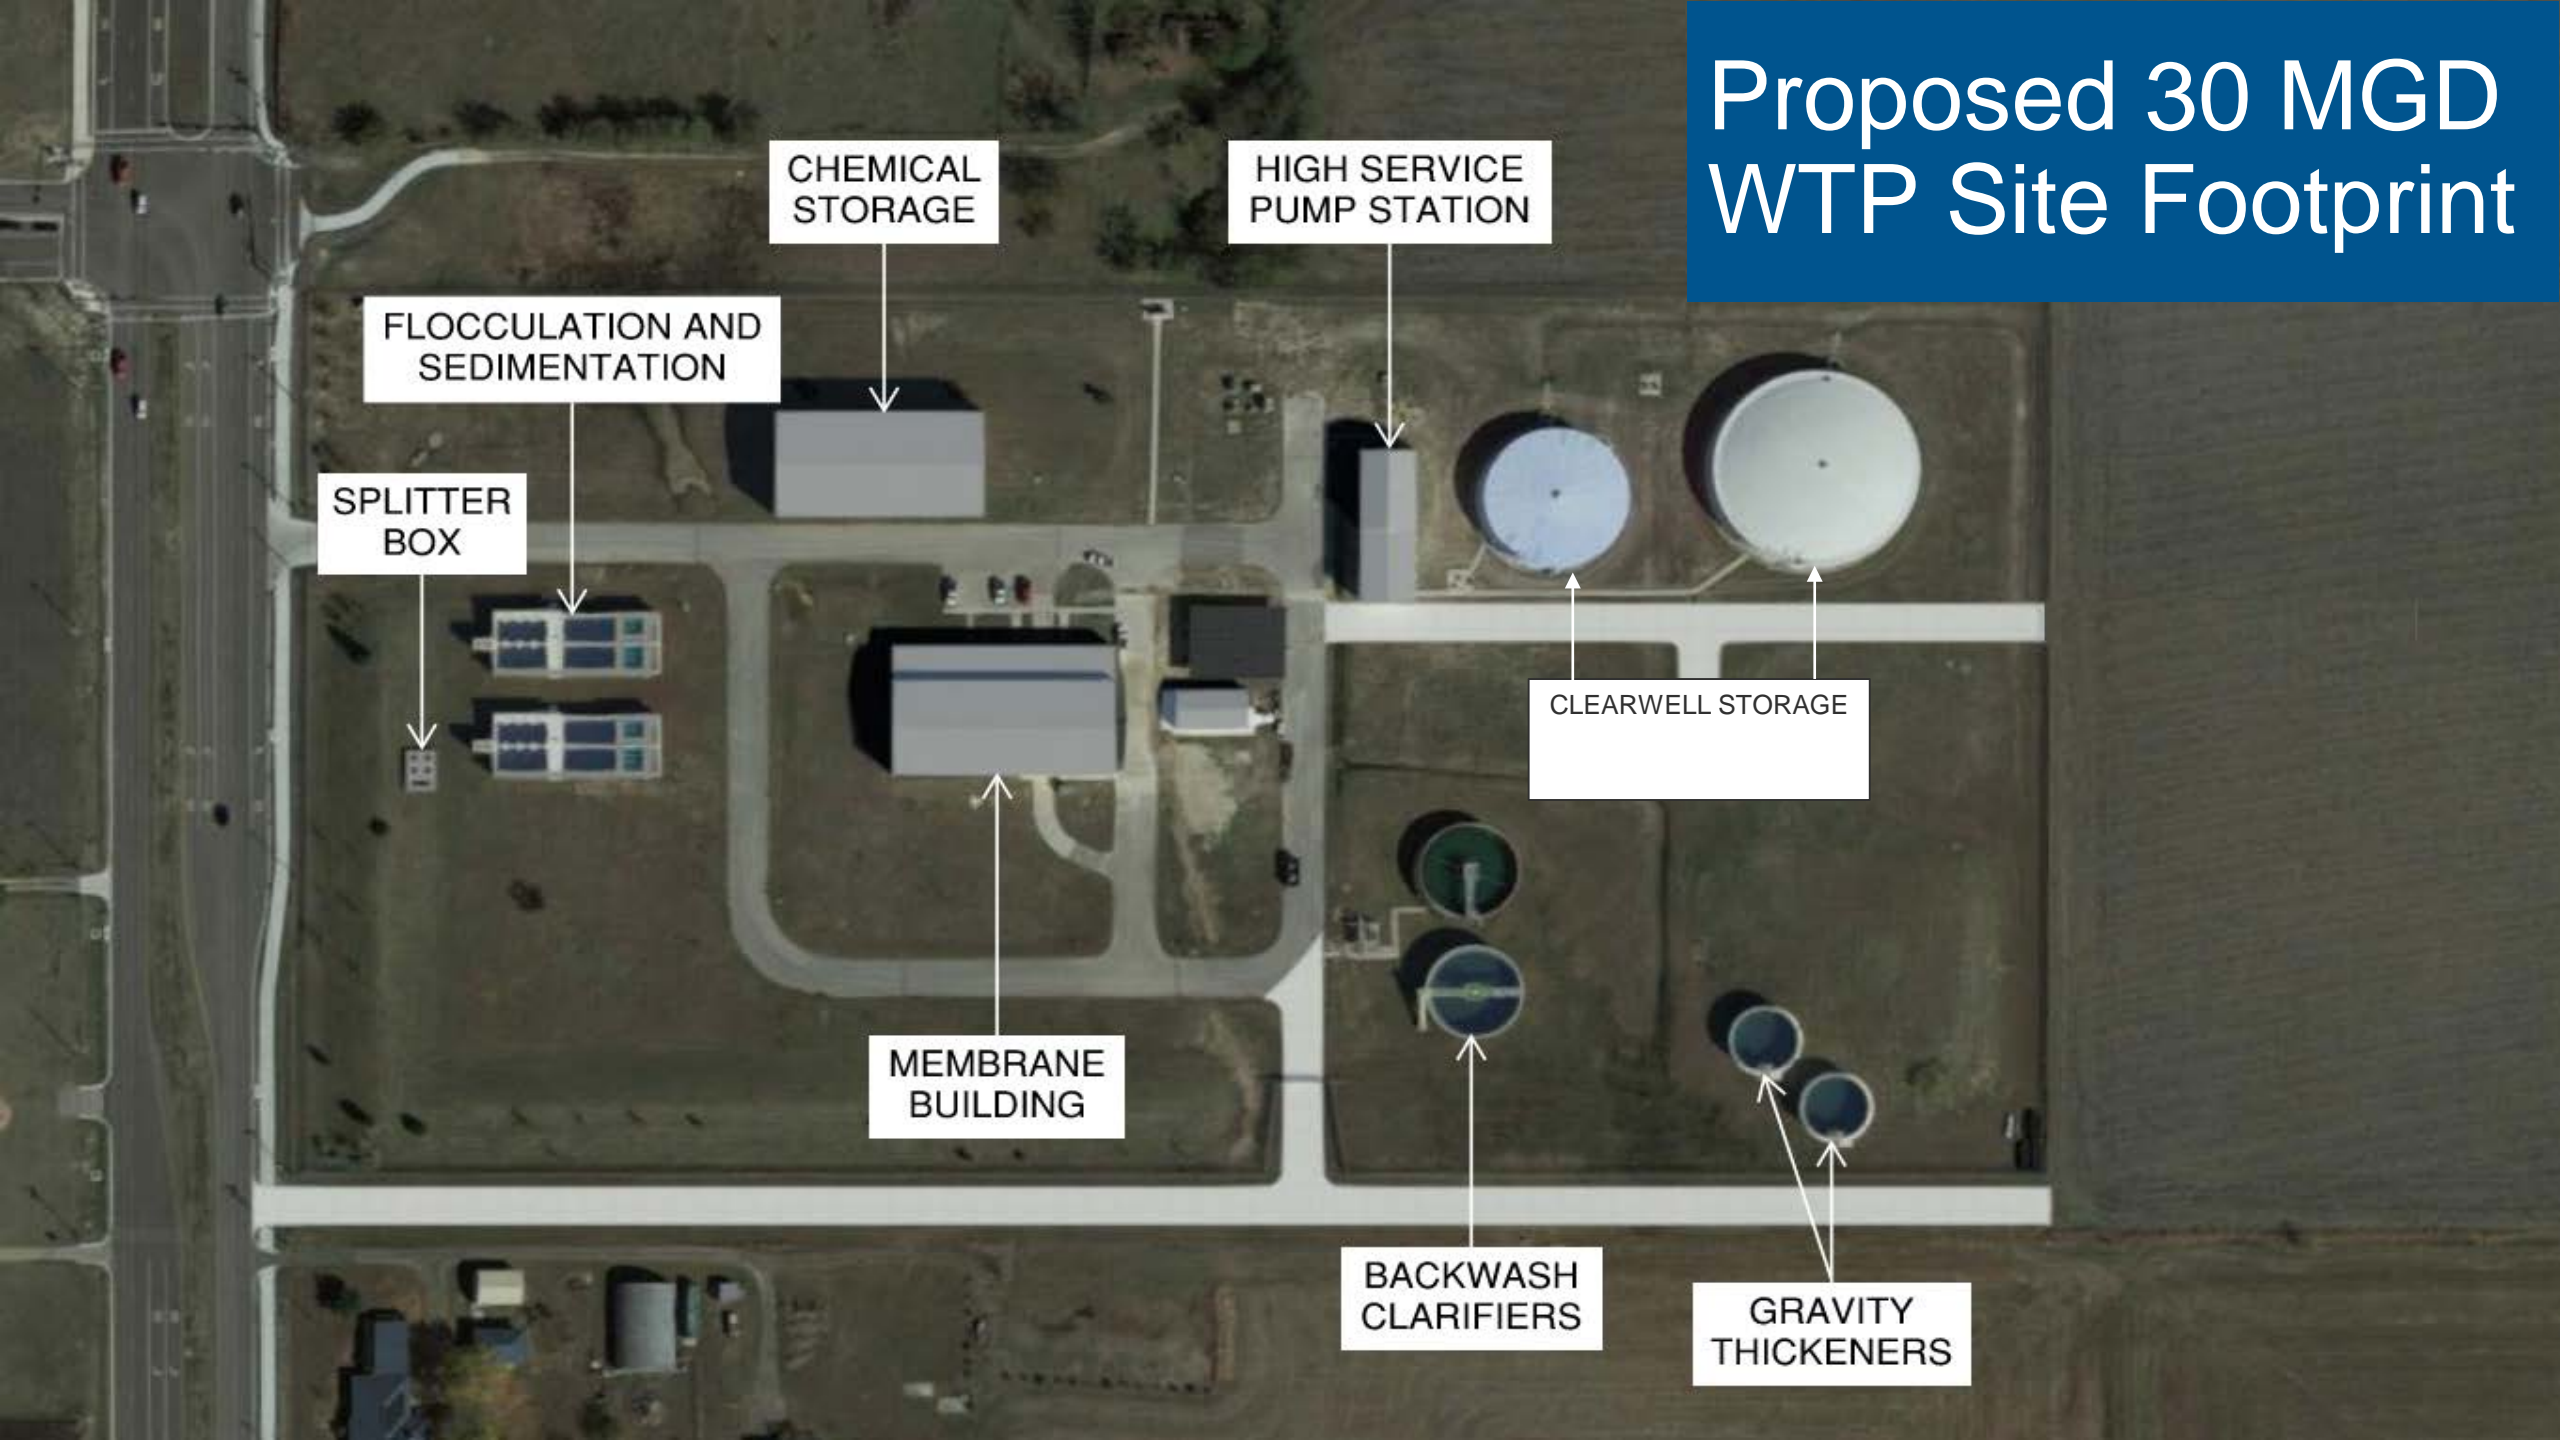 Proposed 30 MGD
WTP Site Footprint
CHEMICAL
STORAGE
HIGH SERVICE
PUMP STATION
FLOCCULATION AND
SEDIMENTATION
SPLITTER
BOX
CLEARWELL STORAGE
MEMBRANE
BUILDING
BACKWASH
CLARIFIERS
GRAVITY
THICKENERS